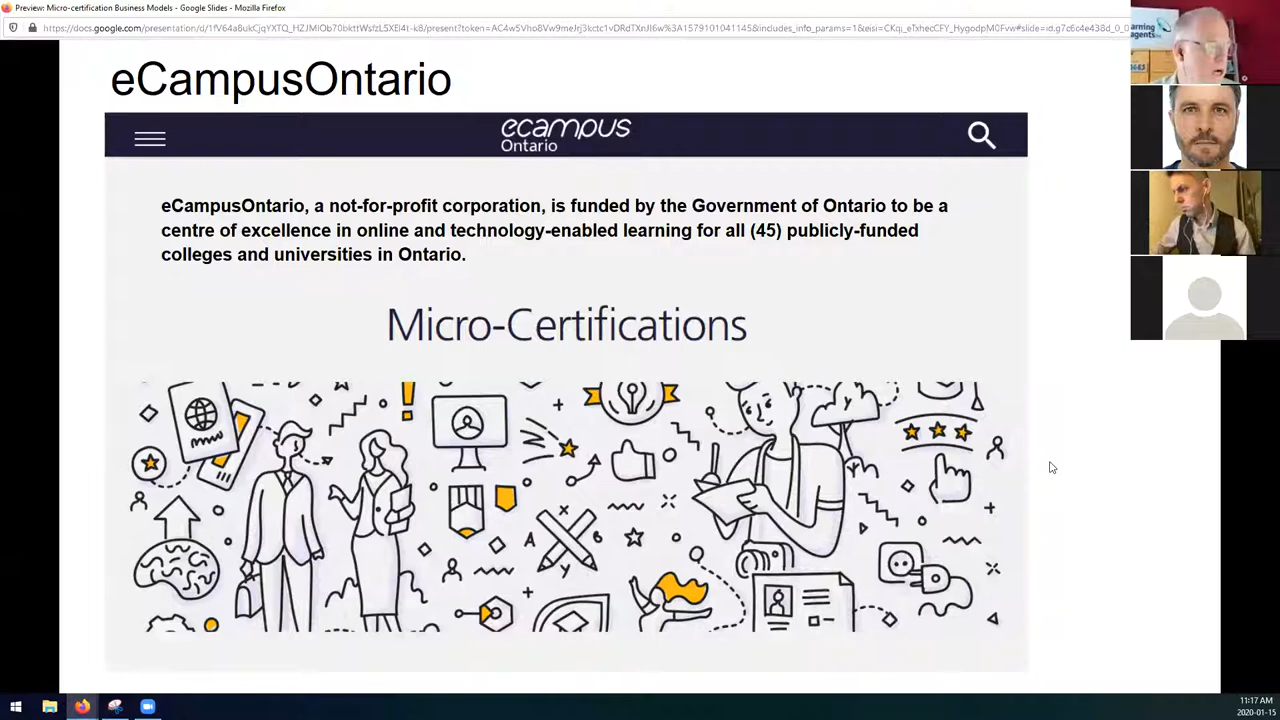 Preview: Micro-certification Business Models - Google Slides - Mozilla Firefox
eCampusOntario
ecampus
Ontario
eCampusOntario, a not-for-profit corporation, is funded by the Government of Ontario to be a
centre of excellence in online and technology-enabled learning for all (45) publicly-funded
colleges and universities in Ontario.
Micro-Certifications
A
x
B
y
11:17 AM
2020-01-15